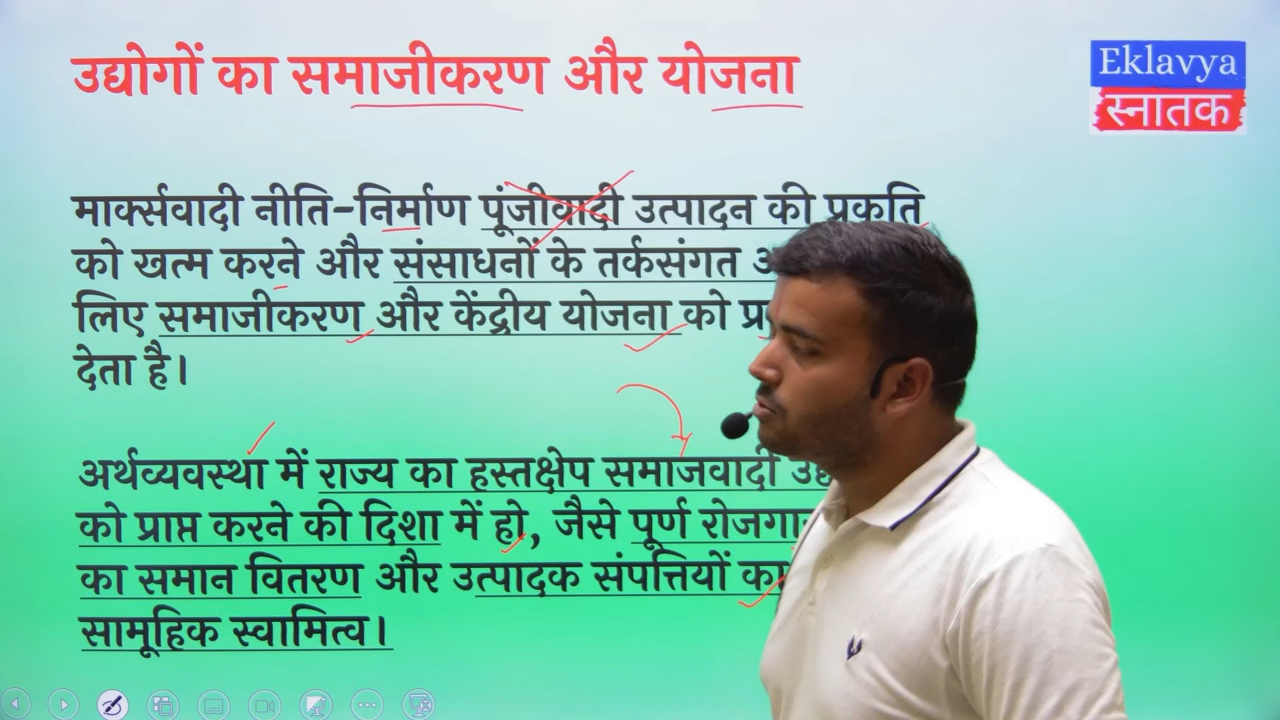 उद्योगों का समाजीकरण और योजना
Eklavya
स्नातक
मार्क्सवादी नीति-निर्माण पूंजीवादी उत्पादन की प्रकृति
को खत्म करने और संसाधनों के तर्कसंगत
लिए समाजीकरण और केंद्रीय योजना को
देता है।
अर्थव्यवस्था में राज्य का हस्तक्षेप समाजवादी
को प्राप्त करने की दिशा में हो, जैसे पूर्ण
का समान वितरण और उत्पादक संपत्तियों का
सामूहिक स्वामित्व।